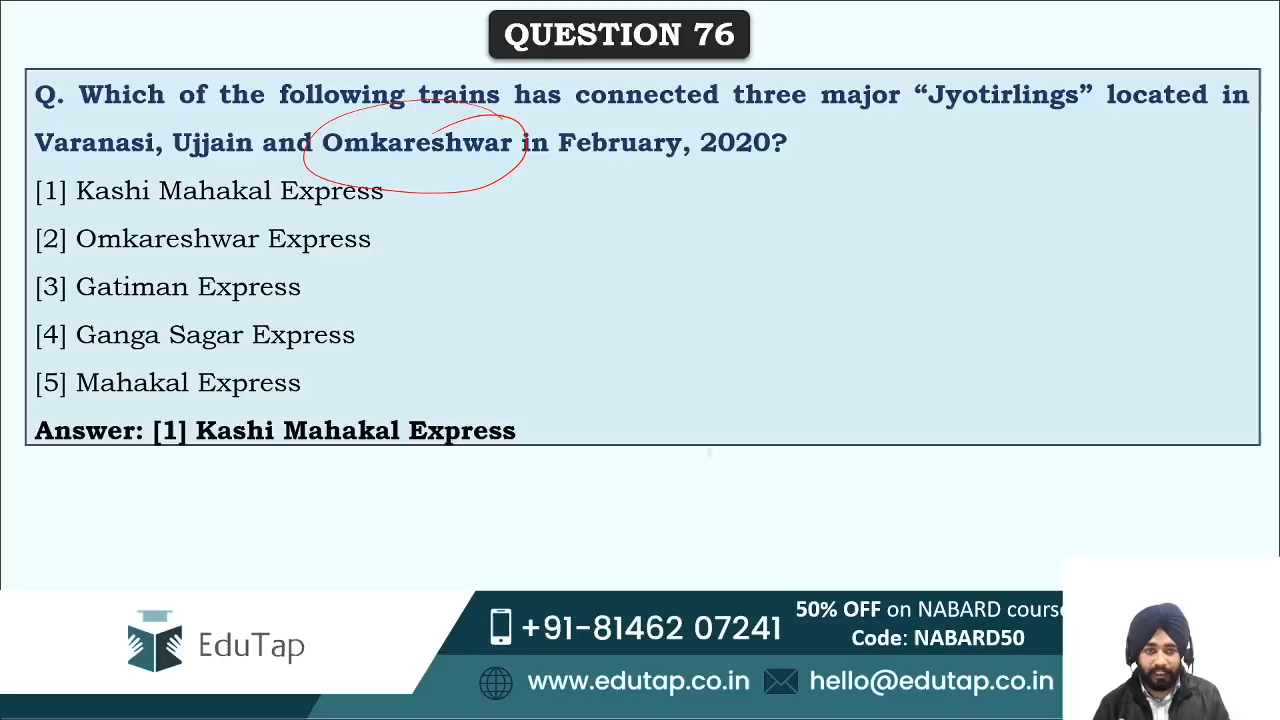 QUESTION 76
Q. Which of the following trains has connected three major “Jyotirlings” located in
Varanasi, Ujjain and Omkareshwar in February, 2020?
[1] Kashi Mahakal Express
[2] Omkareshwar Express
[3] Gatiman Express
[4] Ganga Sagar Express
[5] Mahakal Express
Answer: [1] Kashi Mahakal Express
EduTap
+91-81462 07241
50% OFF on NABARD course
Code: NABARD50
www.edutap.co.in
hello@edutap.co.in